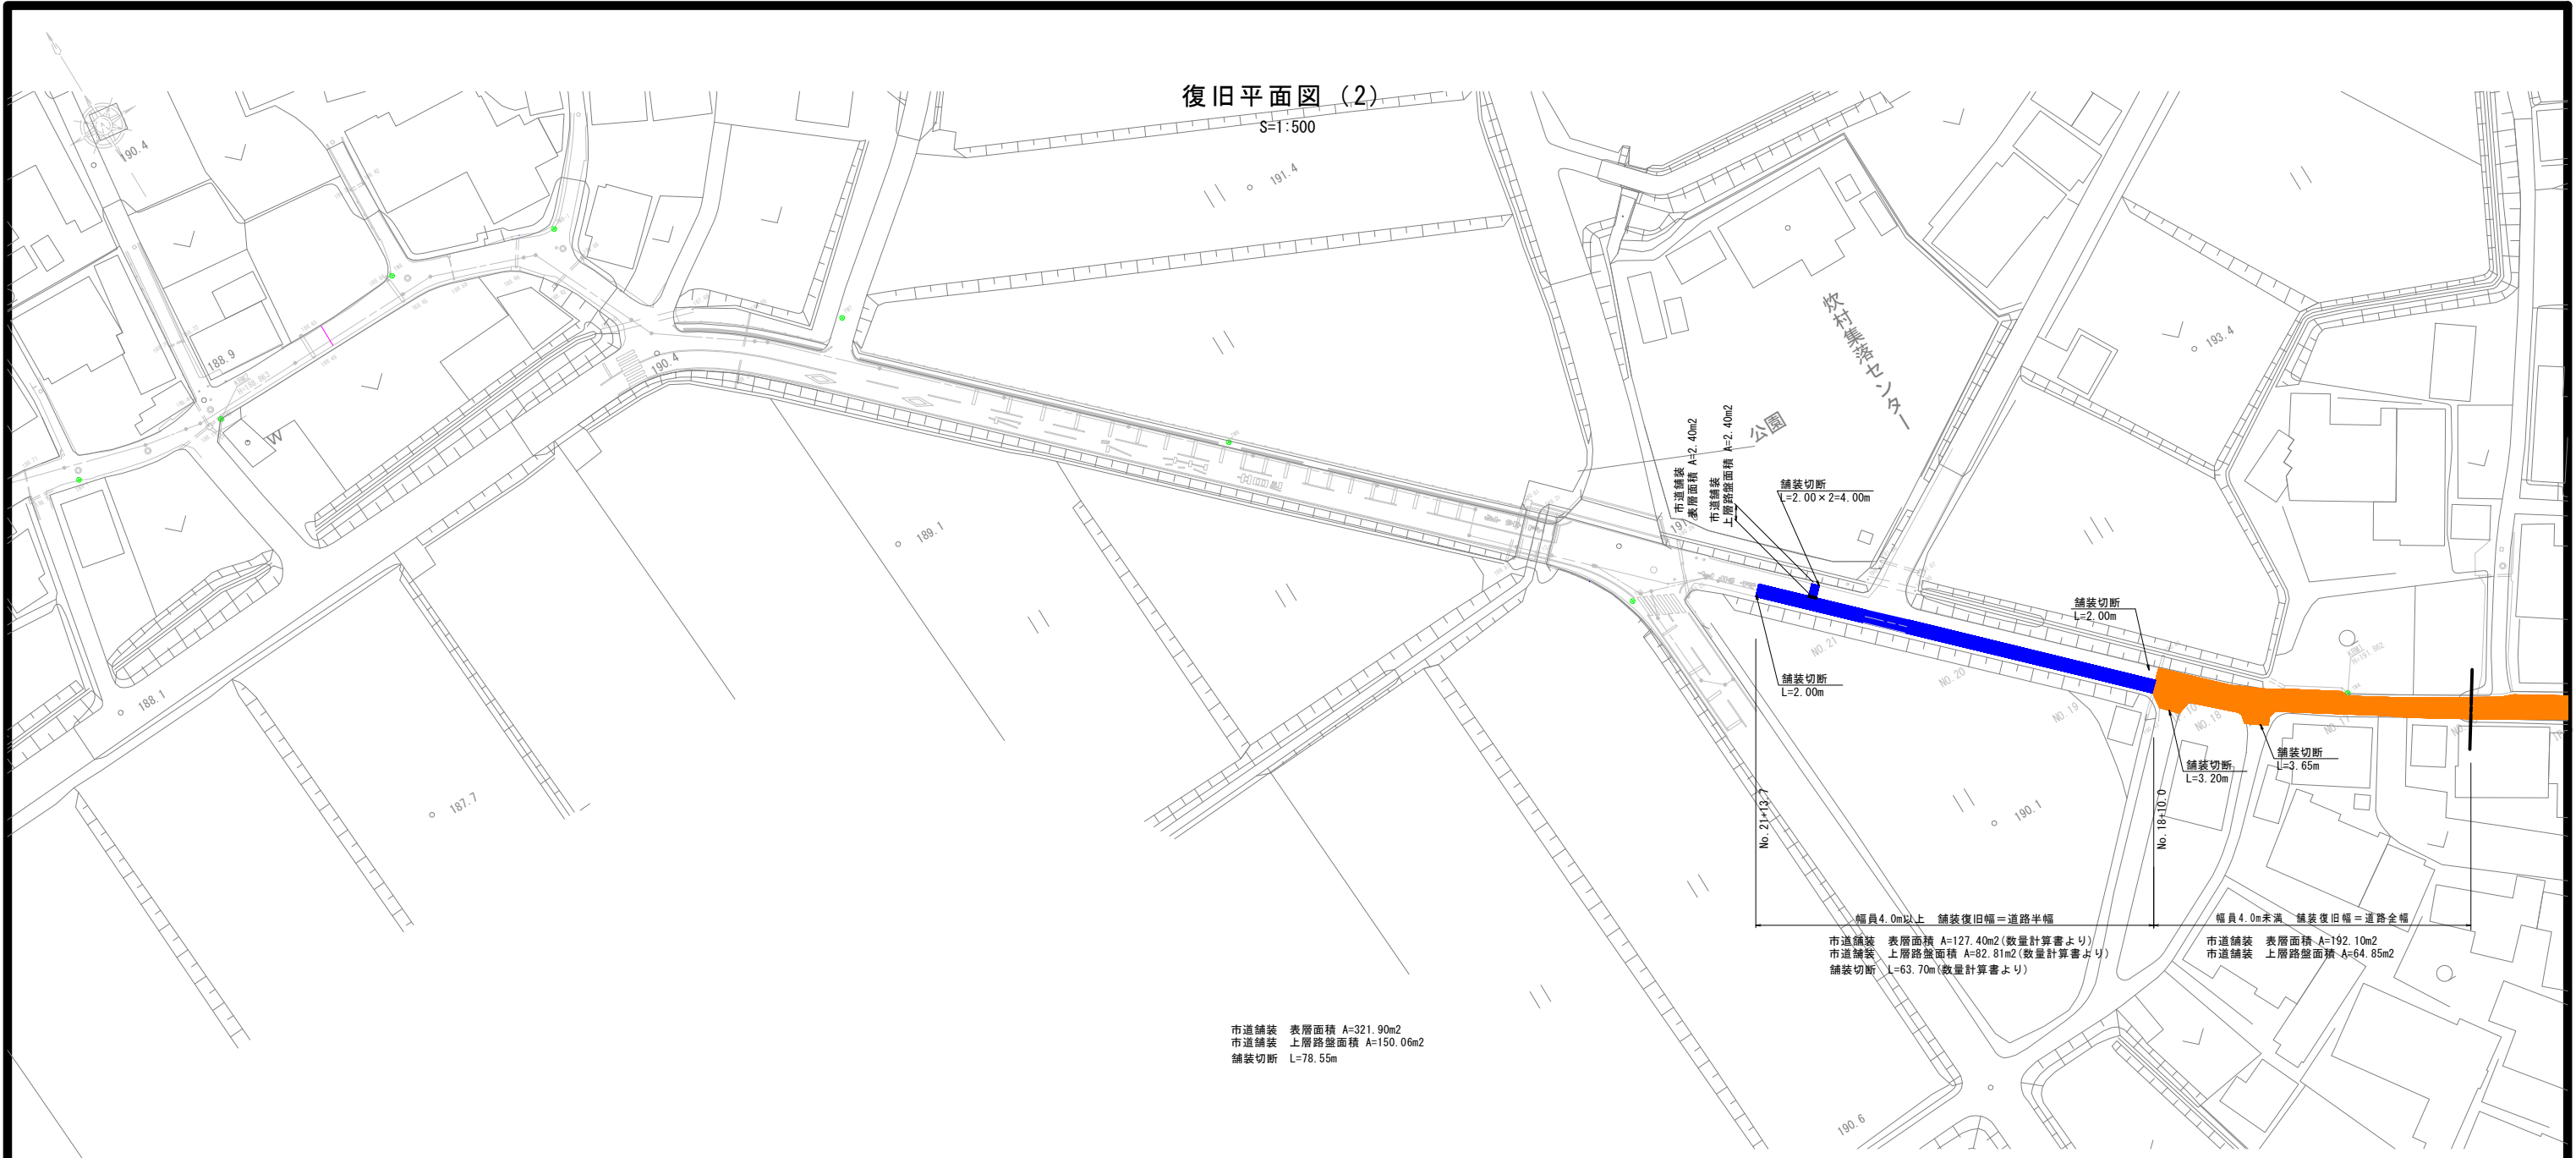 復旧平面図 (2)
S=1:500
190.4
191.4
188.9
190.4
W
189.1
188.1
187.7
炊村集落センター
公園
193.4
市道舗装
表層面積 A=2.40m2
市道舗装
上層路盤面積 A=2.40m2
舗装切断
L=2.00×2=4.00m
舗装切断
L=2.00m
舗装切断
L=2.00m
NO.21
NO.20
NO.19
NO.18
NO.17
舗装切断
L=3.20m
舗装切断
L=3.65m
190.1
No.21+13.7
No.18+10.0
幅員4.0m以上 舗装復旧幅=道路半幅
市道舗装 表層面積 A=127.40m2(数量計算書より)
市道舗装 上層路盤面積 A=82.81m2(数量計算書より)
舗装切断 L=63.70m(数量計算書より)
幅員4.0m未満 舗装復旧幅=道路全幅
市道舗装 表層面積 A=192.10m2
市道舗装 上層路盤面積 A=64.85m2
市道舗装 表層面積 A=321.90m2
市道舗装 上層路盤面積 A=150.06m2
舗装切断 L=78.55m
190.6